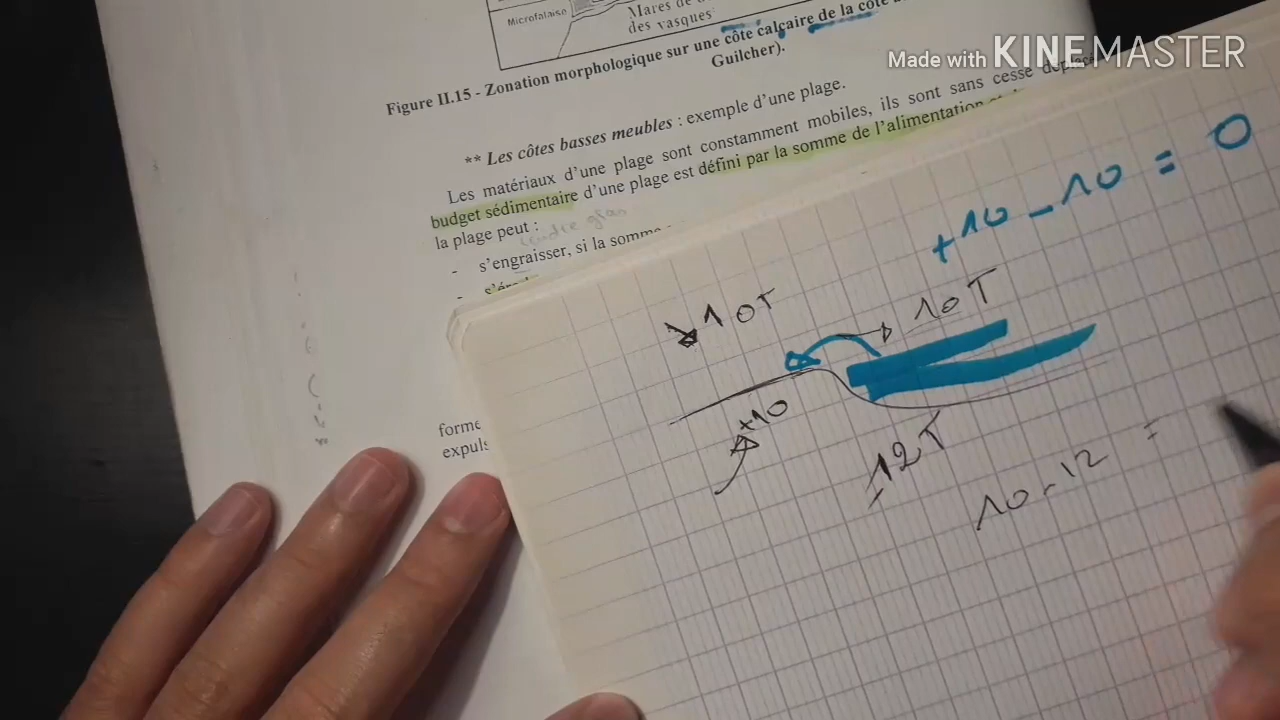 Microfalaise
Mares de
des vasques
Made with KINEMASTER
Figure II.15 - Zonation morphologique sur une côte calcaire de la côte
Guilcher).
** Les côtes basses meubles : exemple d'une plage.
Les matériaux d'une plage sont constamment mobiles, ils sont sans cesse
budget sédimentaire d'une plage est défini par la somme de l'alimentation
la plage peut :
- s'engraisser, si la somme
forme
expuls
+10 - 10 = 0
10T
10T
+10
-12T
10-12 =